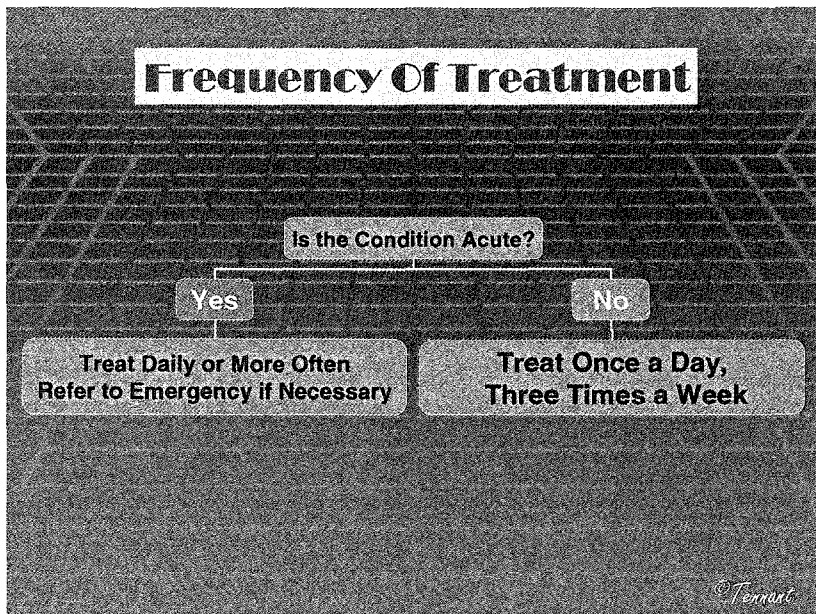 Frequency Of Treatment
Is the Condition Acute?
Yes
No
Treat Daily or More Often
Refer to Emergency if Necessary
Treat Once a Day,
Three Times a Week
©Tennant